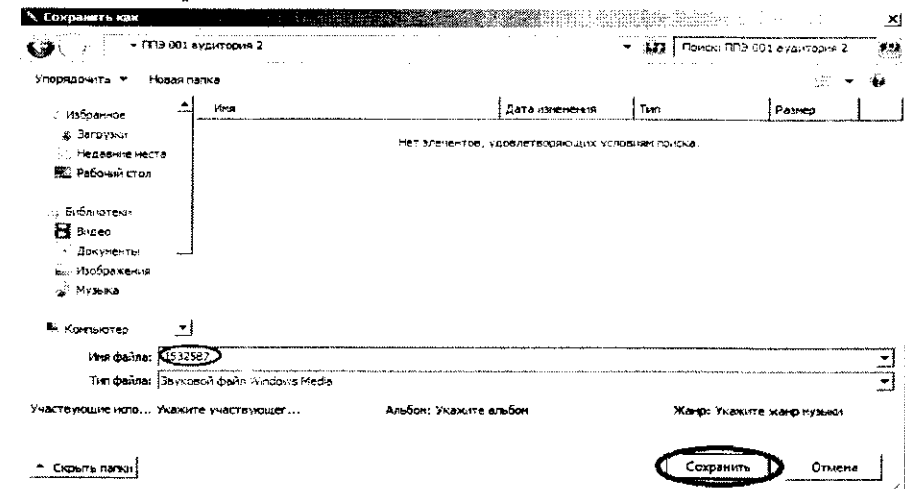 Сохранить как
ППЭ 001 аудитория 2
Поиск: ППЭ 001 аудитория 2
Упорядочить Новая папка
Имя Дата изменения Тип Размер
Нет элементов, удовлетворяющих условиям поиска.
Избранное
Загрузки
Недавние места
Рабочий стол
Библиотеки
Видео
Документы
Изображения
Музыка
Компьютер
Имя файла: 1532587
Тип файла: Звуковой файл Windows Media
Участвующие испо... Укажите участвующег... Альбом: Укажите альбом Жанр: Укажите жанр музыки
Скрыть папки Сохранить Отмена